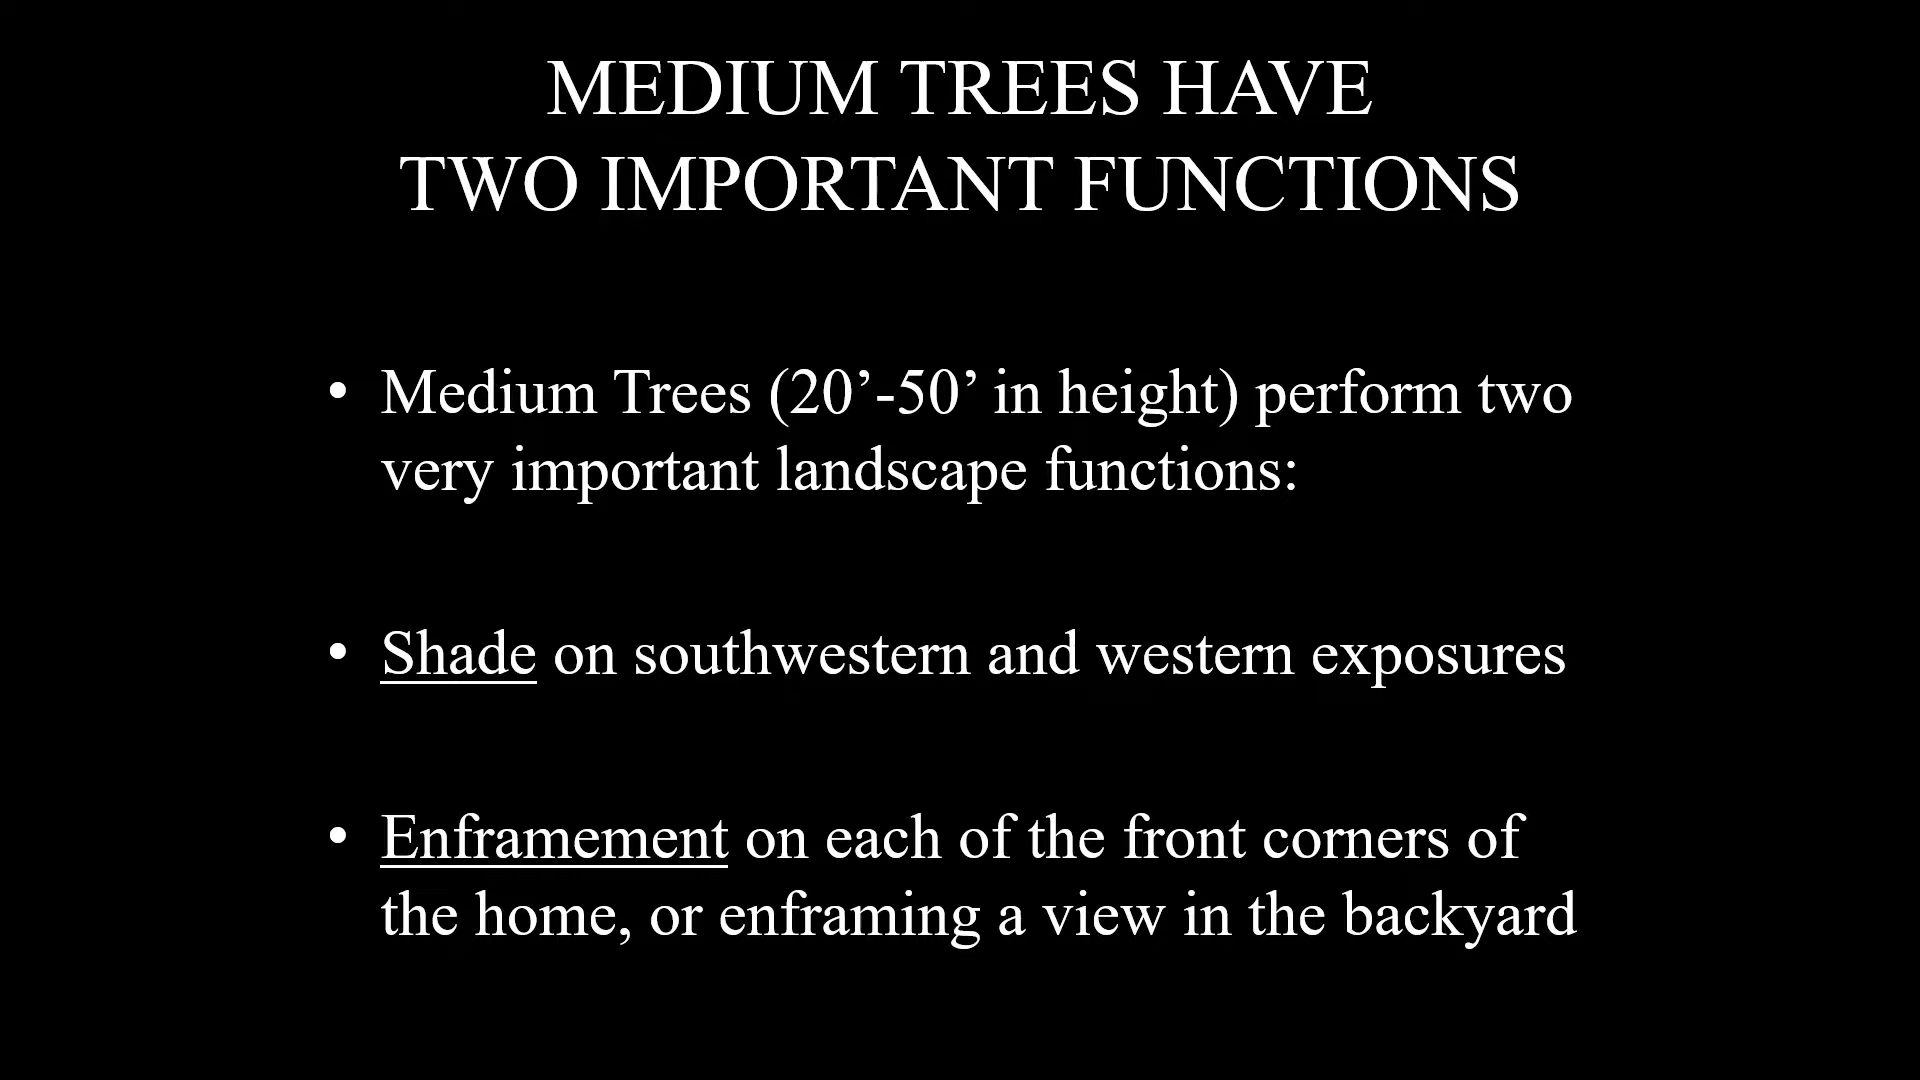 MEDIUM TREES HAVE
TWO IMPORTANT FUNCTIONS
• Medium Trees (20’-50’ in height) perform two
very important landscape functions:
• Shade on southwestern and western exposures
• Enframement on each of the front corners of
the home, or enframing a view in the backyard